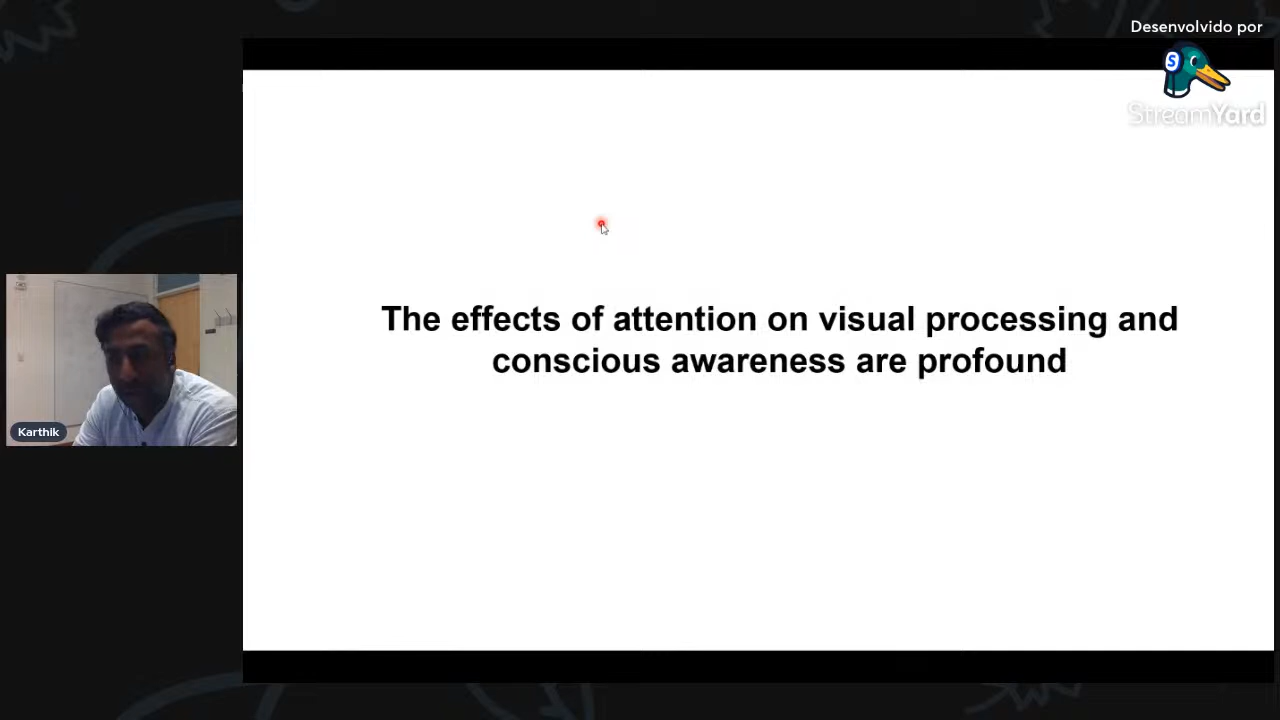 Desenvolvido por
S
StreamYard
The effects of attention on visual processing and
conscious awareness are profound
Karthik